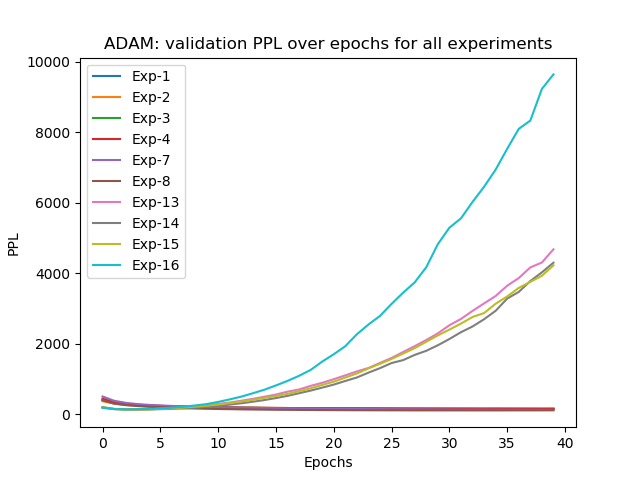 ADAM: validation PPL over epochs for all experiments
10000
8000
6000
4000
2000
0
PPL
Exp-1
Exp-2
Exp-3
Exp-4
Exp-7
Exp-8
Exp-13
Exp-14
Exp-15
Exp-16
0 5 10 15 20 25 30 35 40
Epochs